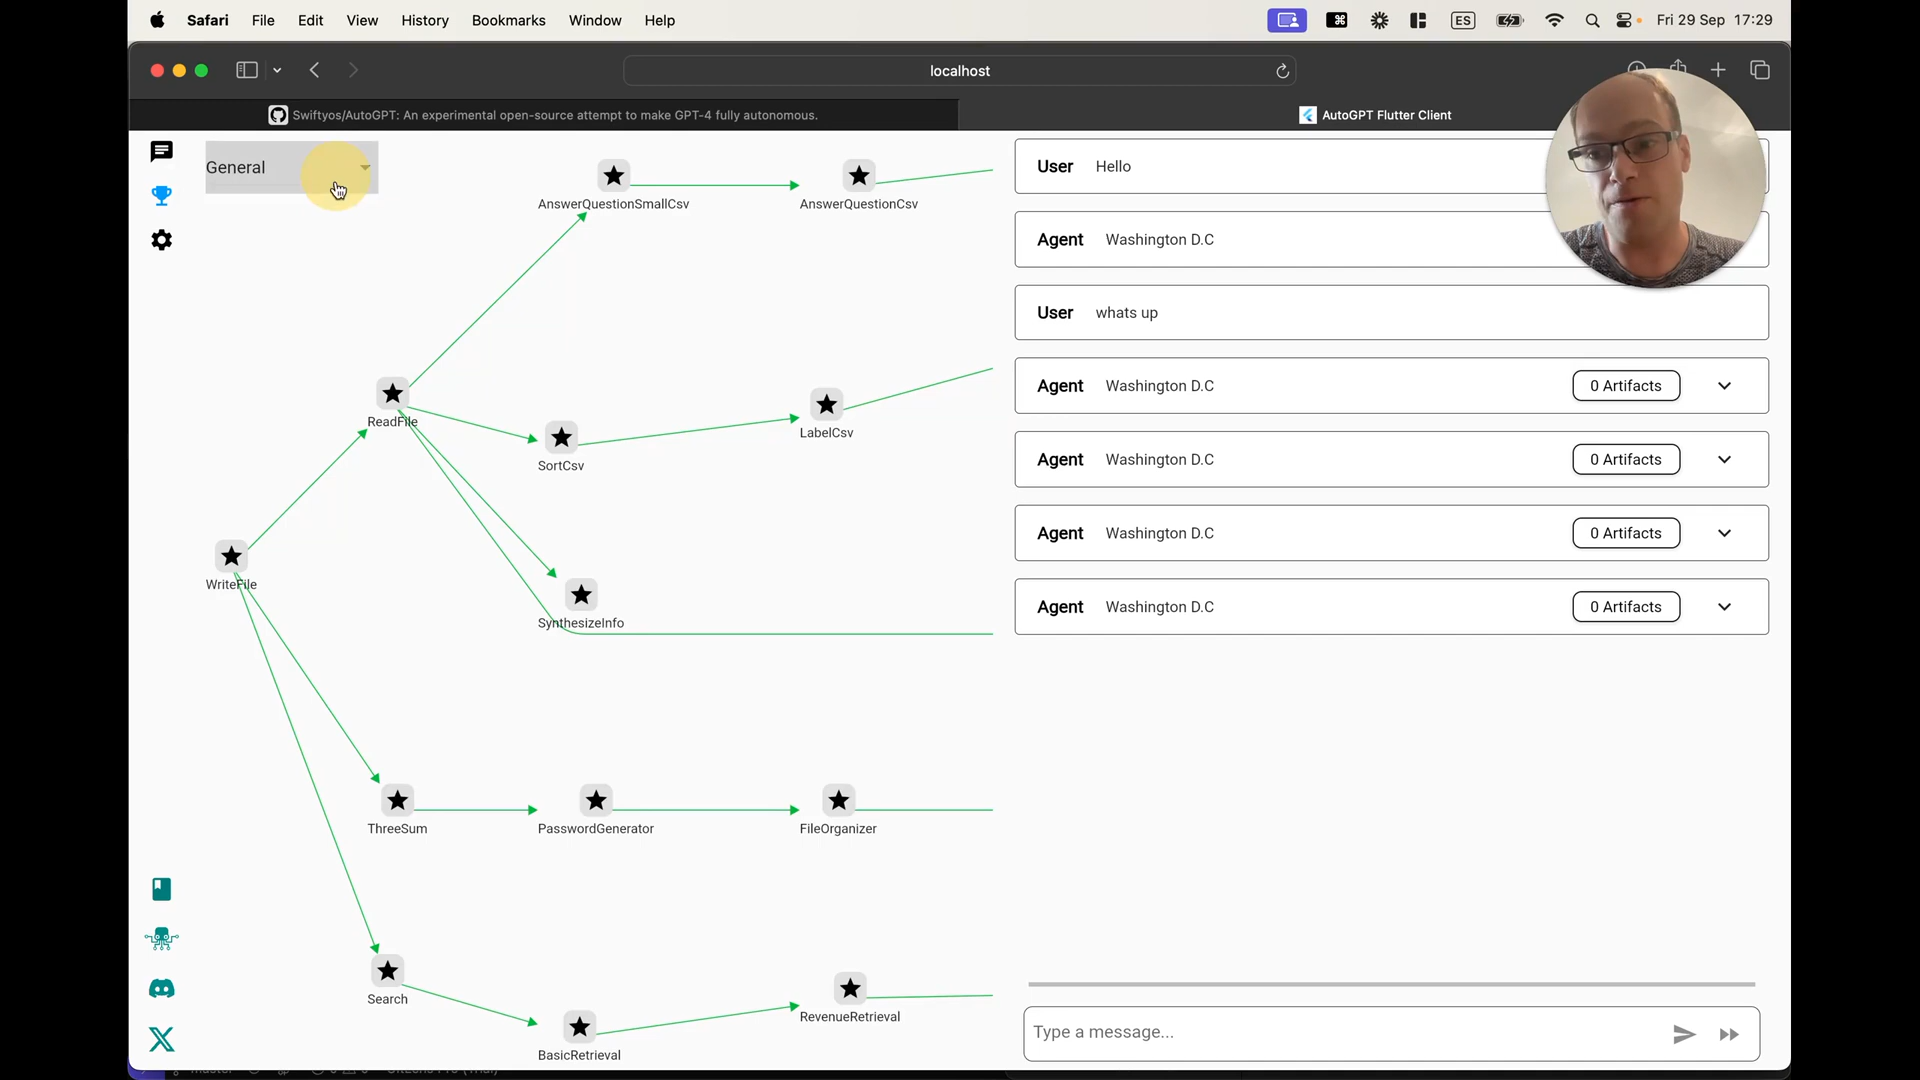 Safari File Edit View History Bookmarks Window Help ES Fri 29 Sep 17:29
localhost
Swiftyos/AutoGPT: An experimental open-source attempt to make GPT-4 fully autonomous. AutoGPT Flutter Client
General
AnswerQuestionSmallCsv
AnswerQuestionCsv
ReadFile
LabelCsv
SortCsv
WriteFile
SynthesizeInfo
ThreeSum
PasswordGenerator
FileOrganizer
Search
RevenueRetrieval
BasicRetrieval
User Hello
Agent Washington D.C
User whats up
Agent Washington D.C 0 Artifacts
Agent Washington D.C 0 Artifacts
Agent Washington D.C 0 Artifacts
Agent Washington D.C 0 Artifacts
Type a message...